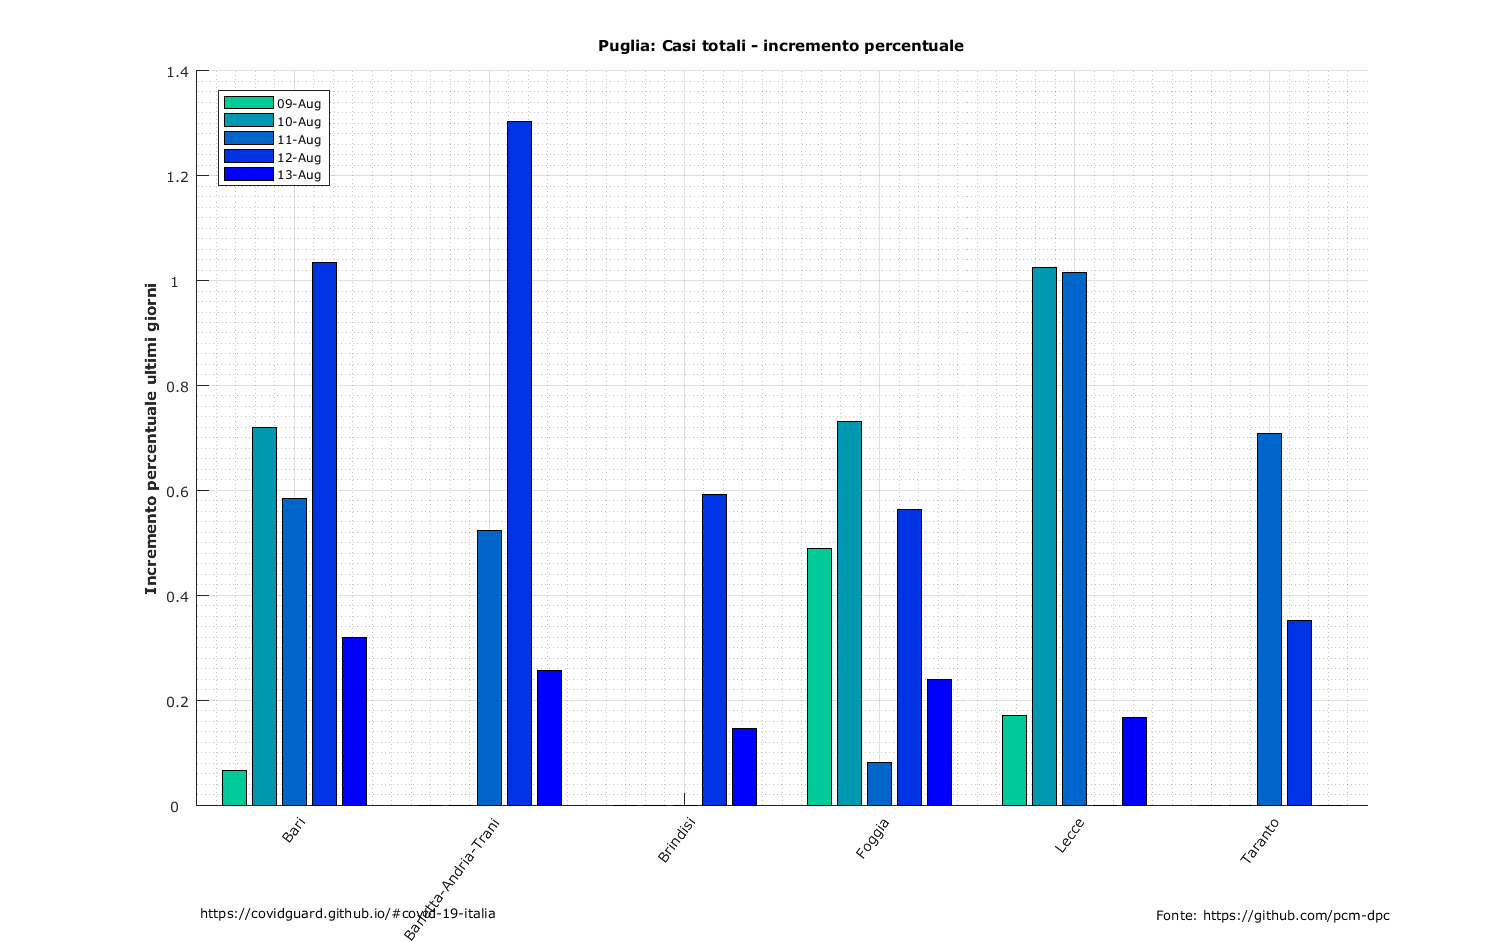 Puglia: Casi totali - incremento percentuale
1.4
1.2
1
0.8
0.6
0.4
0.2
0
Incremento percentuale ultimi giorni
09-Aug
10-Aug
11-Aug
12-Aug
13-Aug
Bari
Barletta-Andria-Trani
Brindisi
Foggia
Lecce
Taranto
https://covidguard.github.io/#covid-19-italia
Fonte: https://github.com/pcm-dpc